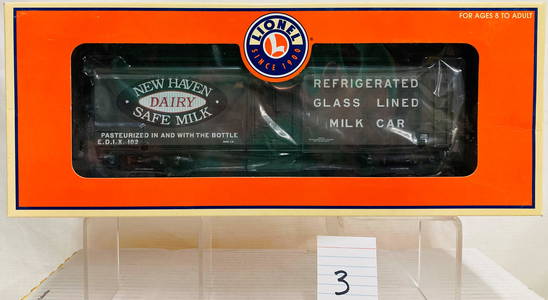 FOR AGES 8 TO ADULT
LIONEL
L
SINCE 1900
NEW HAVEN
DAIRY
SAFE MILK
PASTEURIZED IN AND WITH THE BOTTLE
E.D.I.X. 102
REFRIGERATED
GLASS LINED
MILK CAR
3